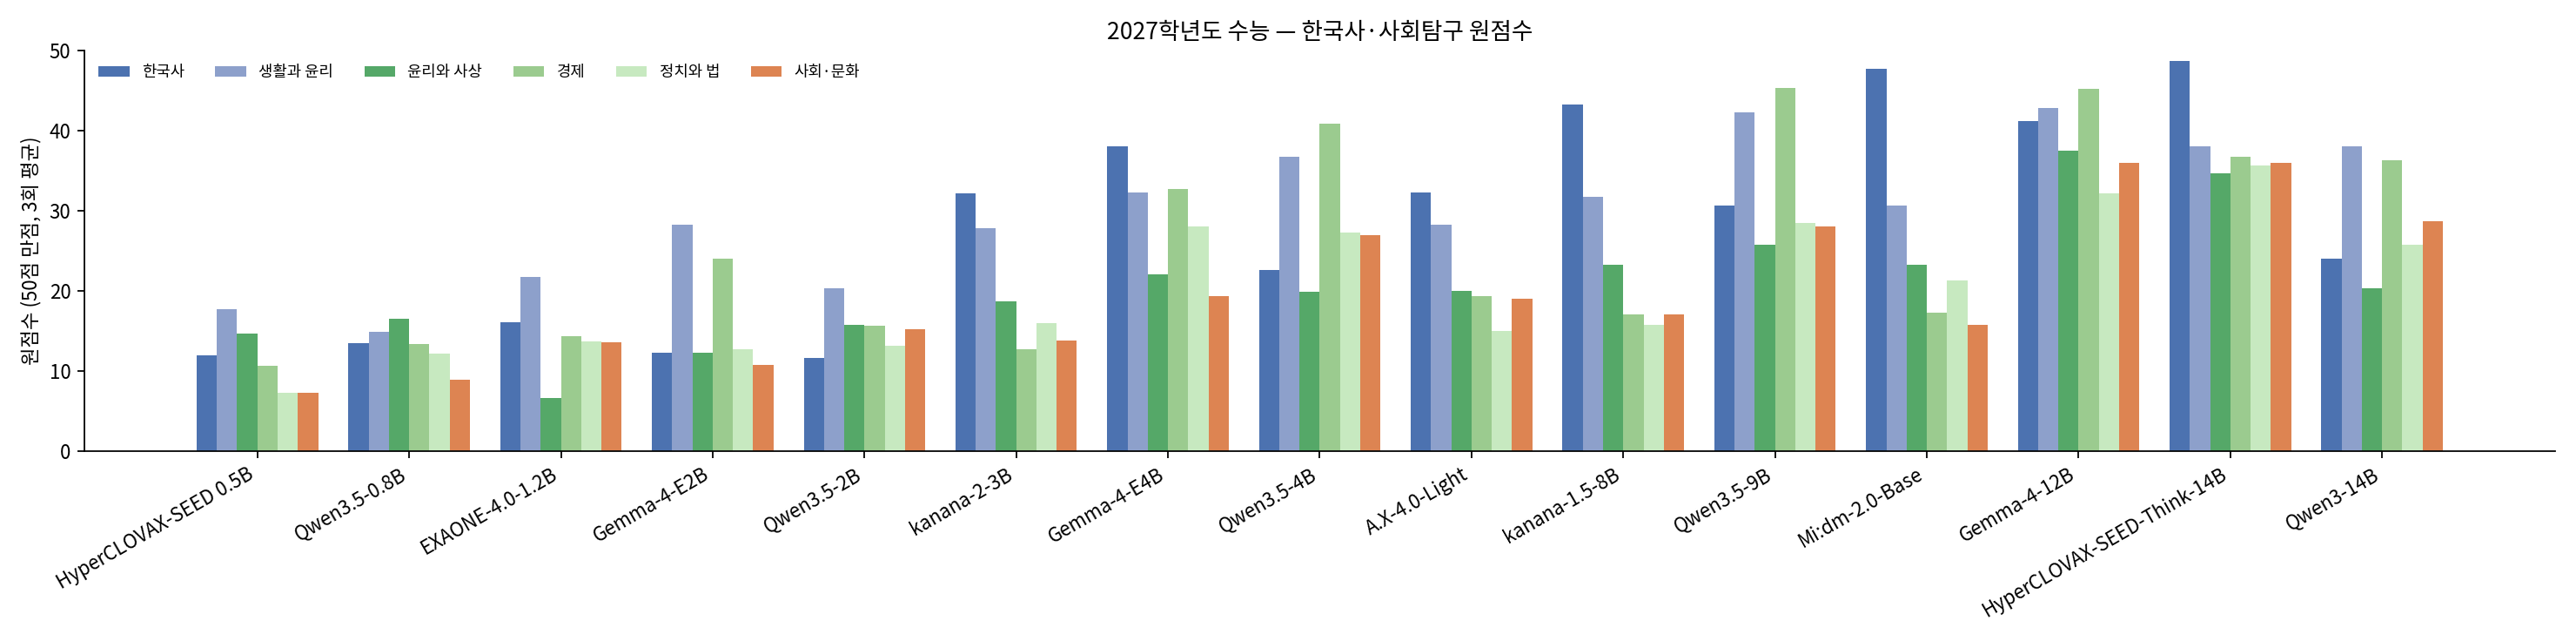 2027학년도 수능 — 한국사·사회탐구 원점수
한국사 생활과 윤리 윤리와 사상 경제 정치와 법 사회·문화
원점수 (50점 만점, 3회 평균)
50
40
30
20
10
0
HyperCLOVAX-SEED 0.5B
Qwen3.5-0.8B
EXAONE-4.0-1.2B
Gemma-4-E2B
Qwen3.5-2B
kanana-2-3B
Gemma-4-E4B
Qwen3.5-4B
A.X-4.0-Light
kanana-1.5-8B
Qwen3.5-9B
Mi:dm-2.0-Base
Gemma-4-12B
HyperCLOVAX-SEED-Think-14B
Qwen3-14B